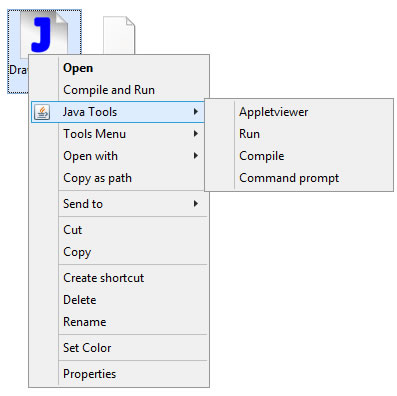 J
Dra
Open
Compile and Run
Java Tools
Tools Menu
Open with
Copy as path
Send to
Cut
Copy
Create shortcut
Delete
Rename
Set Color
Properties
Appletviewer
Run
Compile
Command prompt